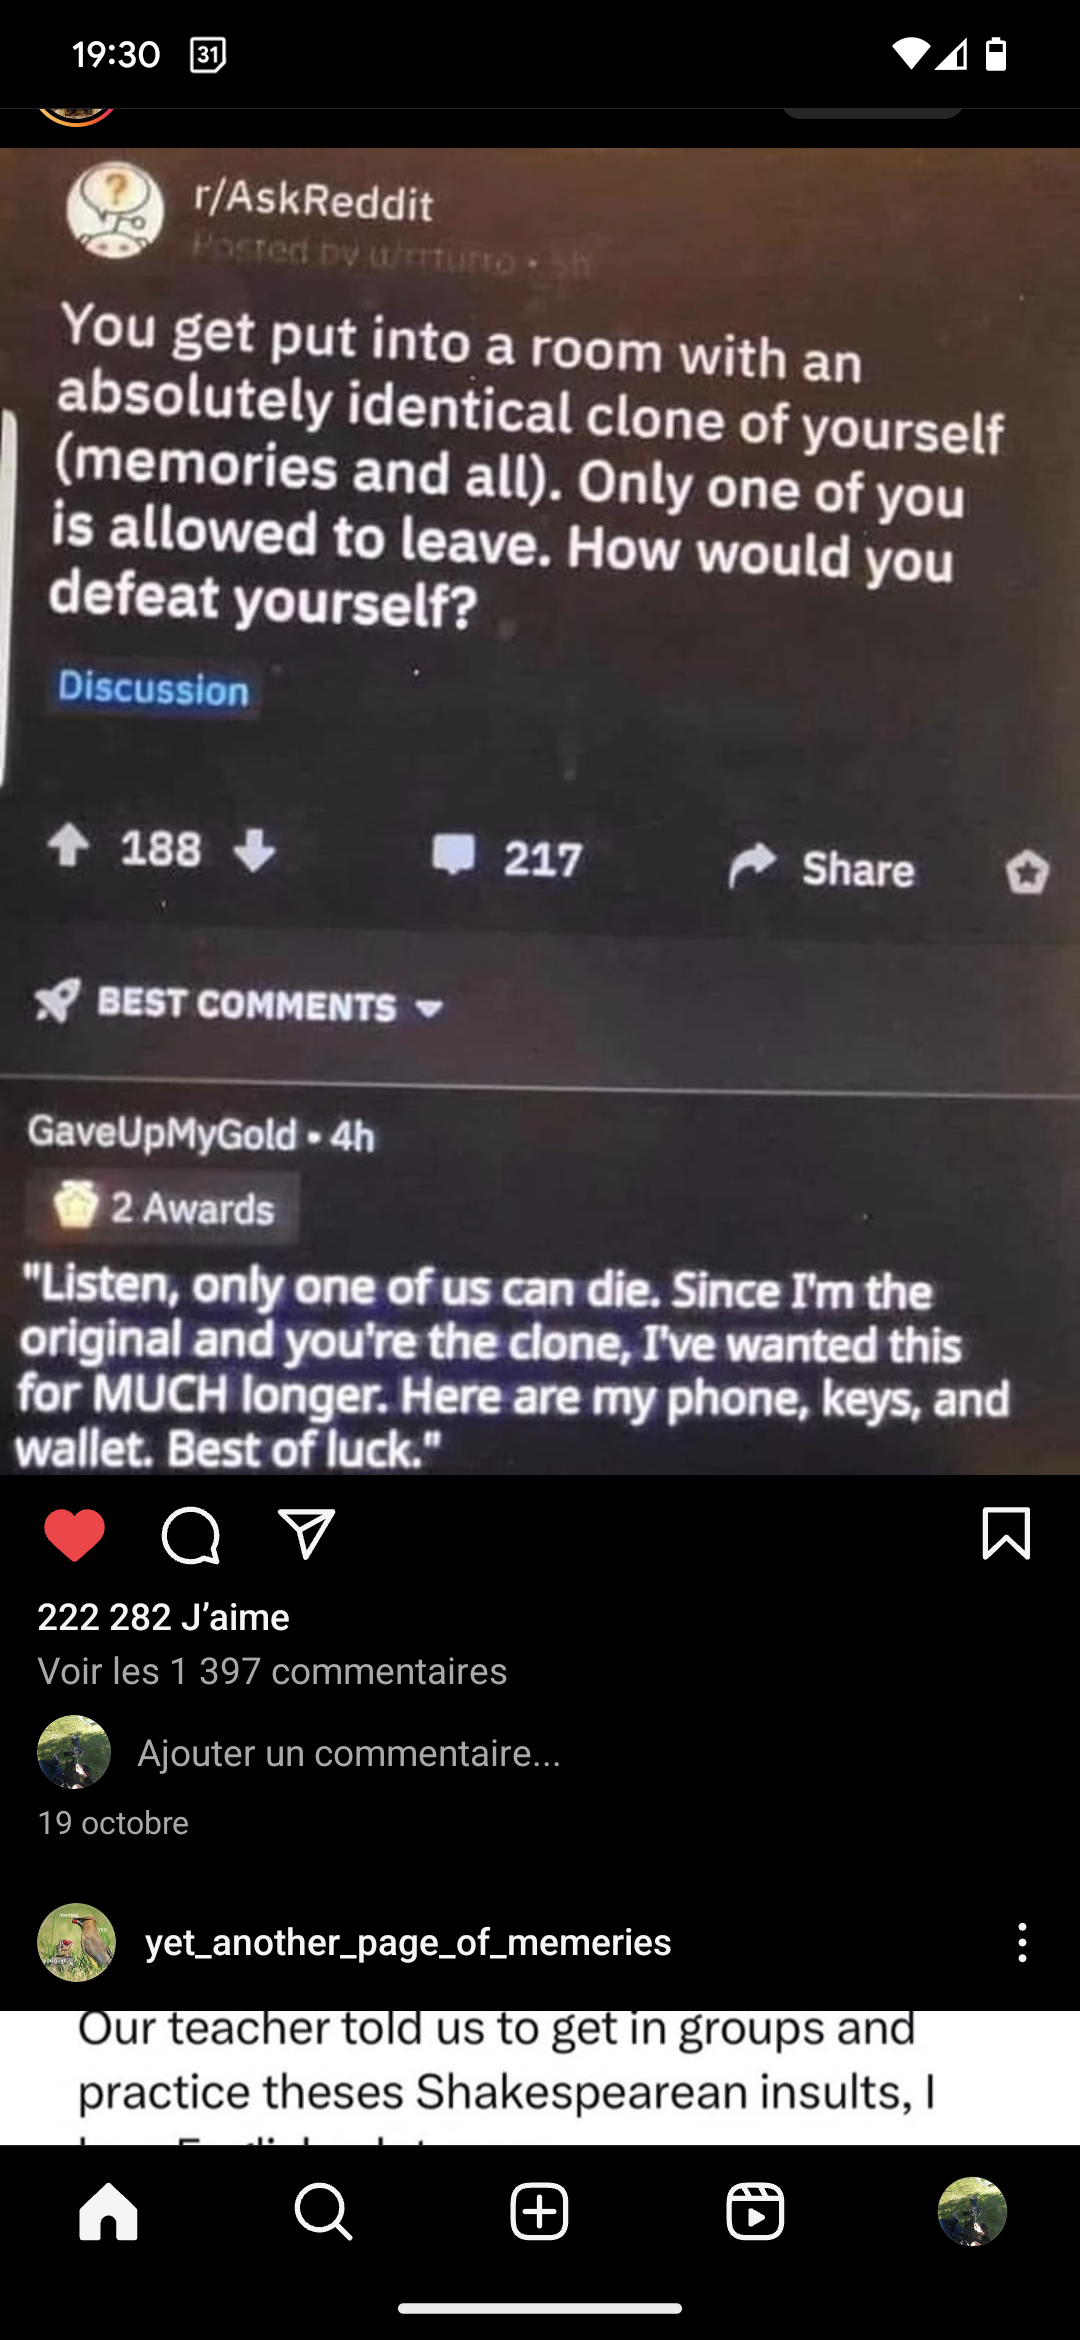 19:30
31
r/AskReddit
Posted by u/rrturro • 5h
You get put into a room with an
absolutely identical clone of yourself
(memories and all). Only one of you
is allowed to leave. How would you
defeat yourself?
Discussion
188
217
Share
BEST COMMENTS
GaveUpMyGold • 4h
2 Awards
"Listen, only one of us can die. Since I'm the
original and you're the clone, I've wanted this
for MUCH longer. Here are my phone, keys, and
wallet. Best of luck."
222 282 J’aime
Voir les 1 397 commentaires
Ajouter un commentaire...
19 octobre
yet_another_page_of_memeries
Our teacher told us to get in groups and
practice theses Shakespearean insults, I